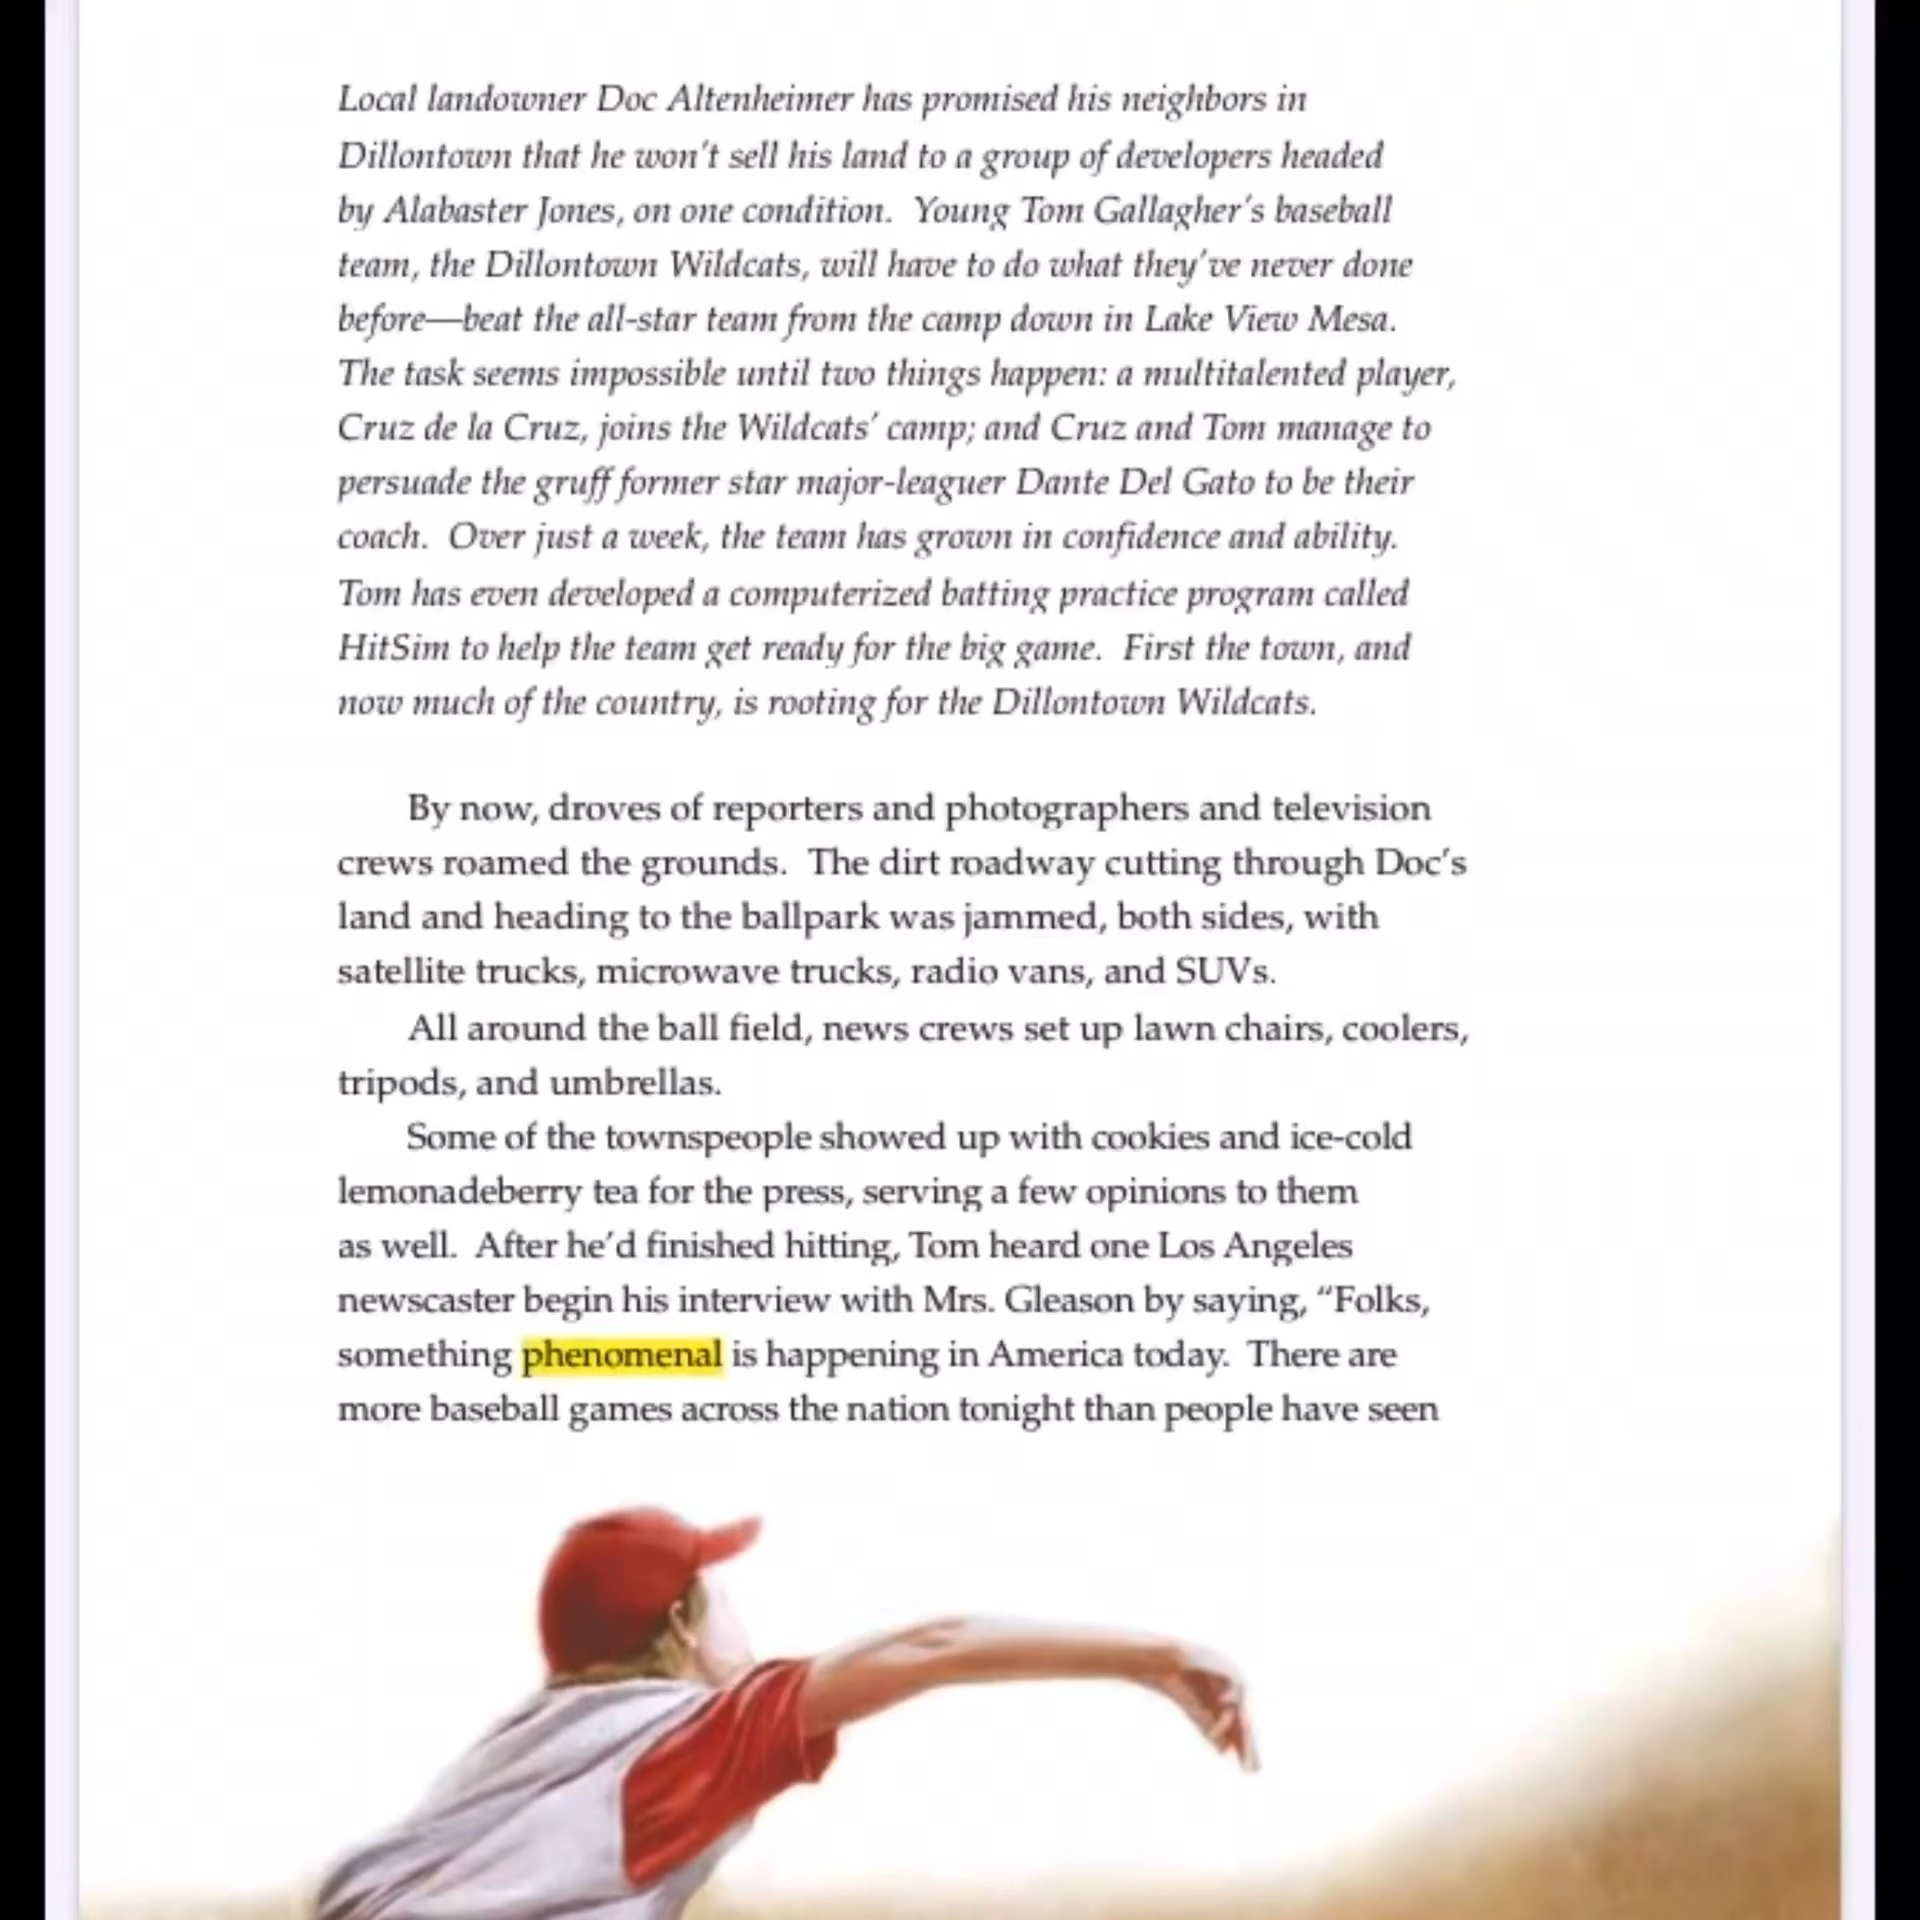 Local landowner Doc Altenheimer has promised his neighbors in
Dillontown that he won't sell his land to a group of developers headed
by Alabaster Jones, on one condition.  Young Tom Gallagher's baseball
team, the Dillontown Wildcats, will have to do what they've never done
before—beat the all-star team from the camp down in Lake View Mesa.
The task seems impossible until two things happen: a multitalented player,
Cruz de la Cruz, joins the Wildcats' camp; and Cruz and Tom manage to
persuade the gruff former star major-leaguer Dante Del Gato to be their
coach.  Over just a week, the team has grown in confidence and ability.
Tom has even developed a computerized batting practice program called
HitSim to help the team get ready for the big game.  First the town, and
now much of the country, is rooting for the Dillontown Wildcats.
By now, droves of reporters and photographers and television
crews roamed the grounds.  The dirt roadway cutting through Doc's
land and heading to the ballpark was jammed, both sides, with
satellite trucks, microwave trucks, radio vans, and SUVs.
All around the ball field, news crews set up lawn chairs, coolers,
tripods, and umbrellas.
Some of the townspeople showed up with cookies and ice-cold
lemonadeberry tea for the press, serving a few opinions to them
as well.  After he'd finished hitting, Tom heard one Los Angeles
newscaster begin his interview with Mrs. Gleason by saying, "Folks,
something phenomenal is happening in America today.  There are
more baseball games across the nation tonight than people have seen